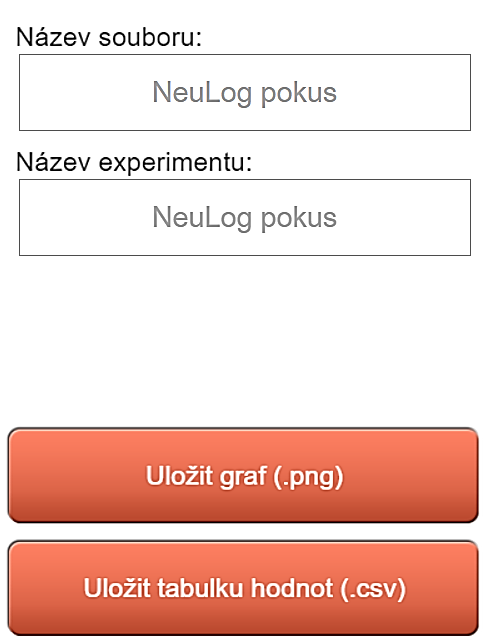 Název souboru:
NeuLog pokus
Název experimentu:
NeuLog pokus
Uložit graf (.png)
Uložit tabulku hodnot (.csv)